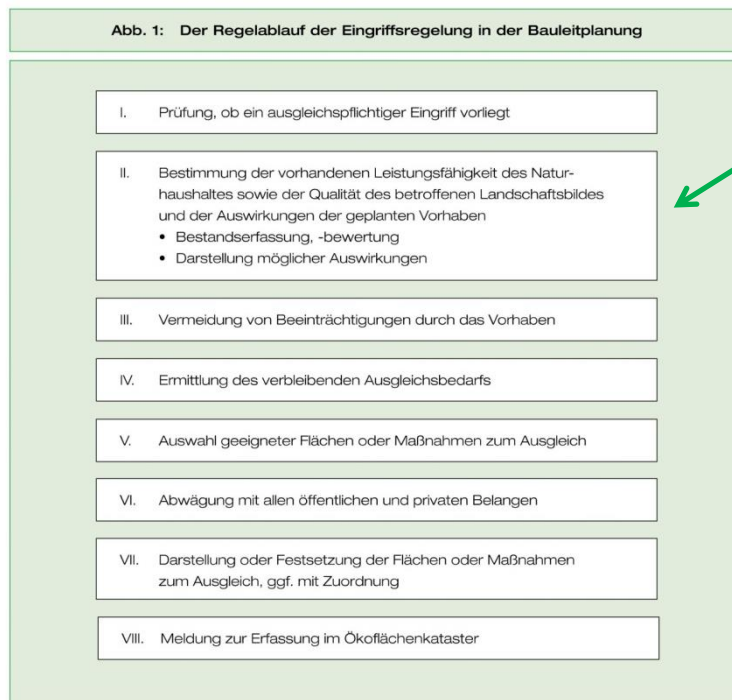 Abb. 1: Der Regelablauf der Eingriffsregelung in der Bauleitplanung
I. Prüfung, ob ein ausgleichspflichtiger Eingriff vorliegt
II. Bestimmung der vorhandenen Leistungsfähigkeit des Natur-
haushaltes sowie der Qualität des betroffenen Landschaftsbildes
und der Auswirkungen der geplanten Vorhaben
• Bestandserfassung, -bewertung
• Darstellung möglicher Auswirkungen
III. Vermeidung von Beeinträchtigungen durch das Vorhaben
IV. Ermittlung des verbleibenden Ausgleichsbedarfs
V. Auswahl geeigneter Flächen oder Maßnahmen zum Ausgleich
VI. Abwägung mit allen öffentlichen und privaten Belangen
VII. Darstellung oder Festsetzung der Flächen oder Maßnahmen
zum Ausgleich, ggf. mit Zuordnung
VIII. Meldung zur Erfassung im Ökoflächenkataster